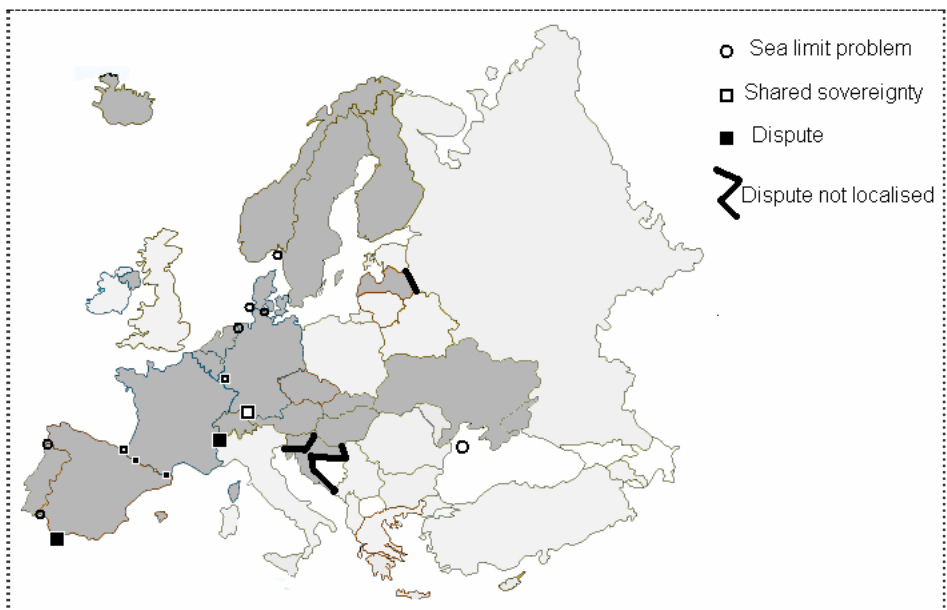 Sea limit problem
Shared sovereignty
Dispute
Dispute not localised